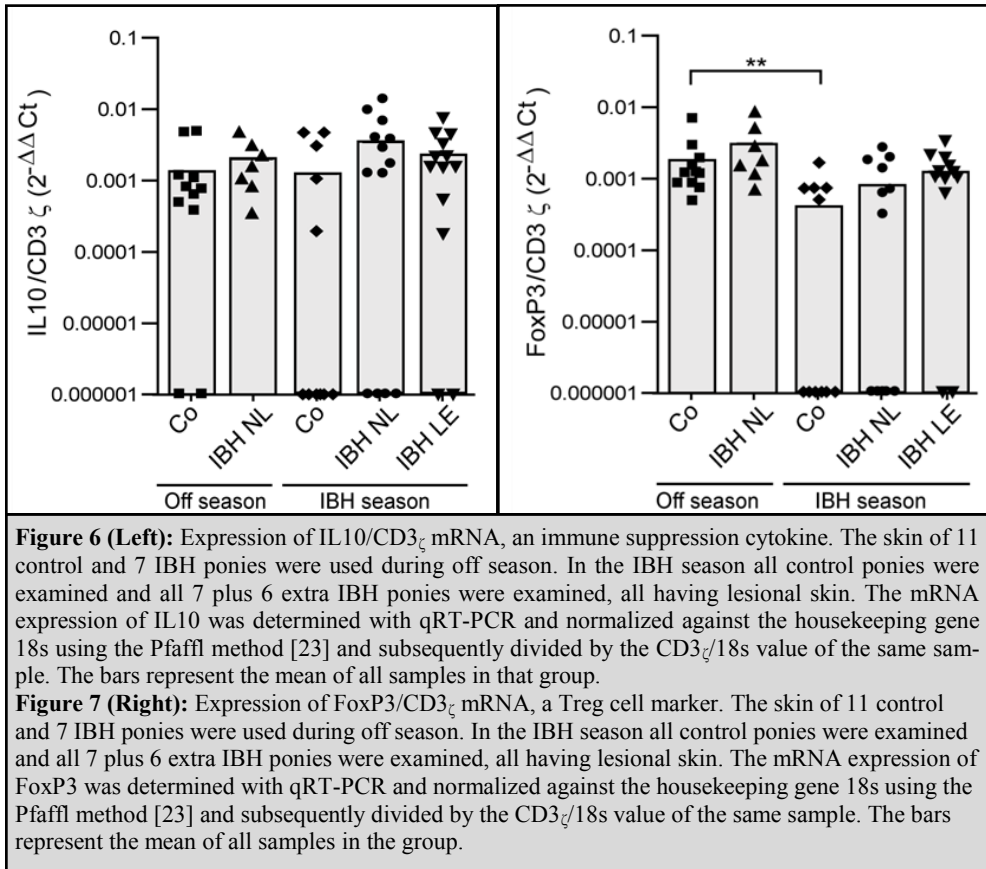 0.1
0.01
0.001
0.0001
0.00001
0.000001
IL10/CD3 ζ (2^-ΔΔCt)
Co
IBH NL
Co
IBH NL
IBH LE
Off season
IBH season
0.1
0.01
0.001
0.0001
0.00001
0.000001
FoxP3/CD3 ζ (2^-ΔΔCt)
**
Co
IBH NL
Co
IBH NL
IBH LE
Off season
IBH season
Figure 6 (Left): Expression of IL10/CD3ζ mRNA, an immune suppression cytokine. The skin of 11
control and 7 IBH ponies were used during off season. In the IBH season all control ponies were
examined and all 7 plus 6 extra IBH ponies were examined, all having lesional skin. The mRNA
expression of IL10 was determined with qRT-PCR and normalized against the housekeeping gene
18s using the Pfaffl method [23] and subsequently divided by the CD3ζ/18s value of the same sam-
ple. The bars represent the mean of all samples in that group.
Figure 7 (Right): Expression of FoxP3/CD3ζ mRNA, a Treg cell marker. The skin of 11 control
and 7 IBH ponies were used during off season. In the IBH season all control ponies were examined
and all 7 plus 6 extra IBH ponies were examined, all having lesional skin. The mRNA expression of
FoxP3 was determined with qRT-PCR and normalized against the housekeeping gene 18s using the
Pfaffl method [23] and subsequently divided by the CD3ζ/18s value of the same sample. The bars
represent the mean of all samples in the group.